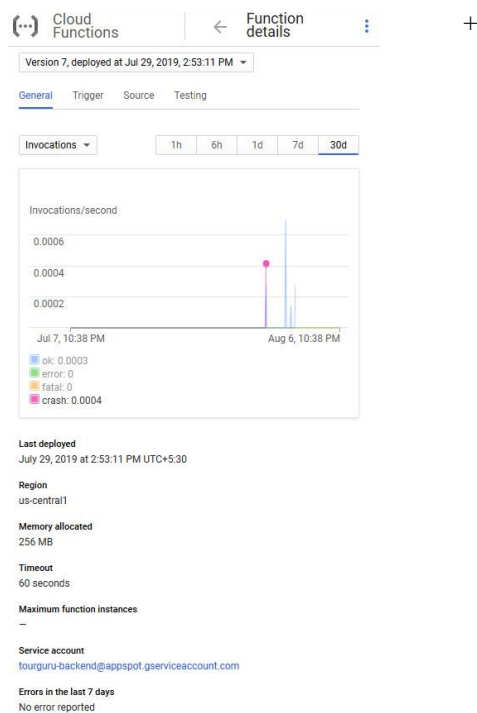 Cloud
Functions
Function
details
Version 7, deployed at Jul 29, 2019, 2:53:11 PM
General Trigger Source Testing
Invocations 1h 6h 1d 7d 30d
Invocations/second
0.0006
0.0004
0.0002
Jul 7, 10:38 PM Aug 6, 10:38 PM
ok: 0.0003
error: 0
fatal: 0
crash: 0.0004
Last deployed
July 29, 2019 at 2:53:11 PM UTC+5:30
Region
us-central1
Memory allocated
256 MB
Timeout
60 seconds
Maximum function instances
—
Service account
tourguru-backend@appspot.gserviceaccount.com
Errors in the last 7 days
No error reported